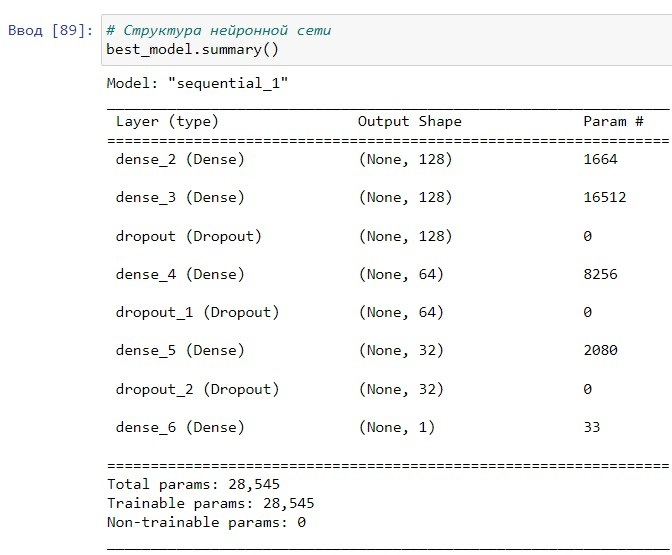 Ввод [89]: # Структура нейронной сети
best_model.summary()
Model: "sequential_1"
Layer (type) Output Shape Param #
dense_2 (Dense) (None, 128) 1664
dense_3 (Dense) (None, 128) 16512
dropout (Dropout) (None, 128) 0
dense_4 (Dense) (None, 64) 8256
dropout_1 (Dropout) (None, 64) 0
dense_5 (Dense) (None, 32) 2080
dropout_2 (Dropout) (None, 32) 0
dense_6 (Dense) (None, 1) 33
Total params: 28,545
Trainable params: 28,545
Non-trainable params: 0